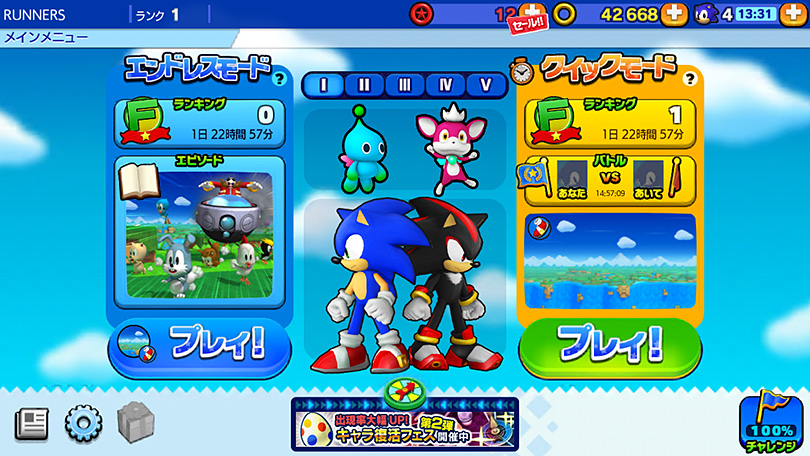 RUNNERS
ランク 1
12
セール!!
42668
4
13:31
メインメニュー
エンドレスモード
?
ランキング
0
1日 22時間 57分
エピソード
プレイ!
I II III IV V
クイックモード
?
ランキング
1
1日 22時間 57分
バトル
VS
あなた
14:57:09
あいて
プレイ!
出現率大幅UP!
第2弾
キャラ復活フェス開催中
100%
チャレンジ